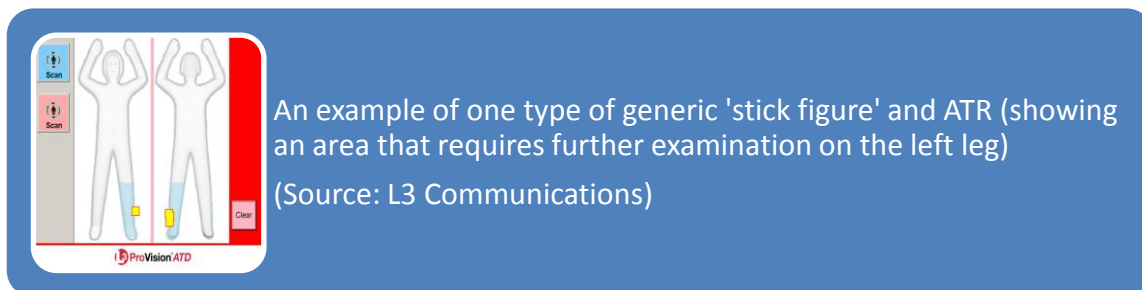 Scan
Scan
Clear
L3 ProVision ATD
An example of one type of generic 'stick figure' and ATR (showing
an area that requires further examination on the left leg)
(Source: L3 Communications)